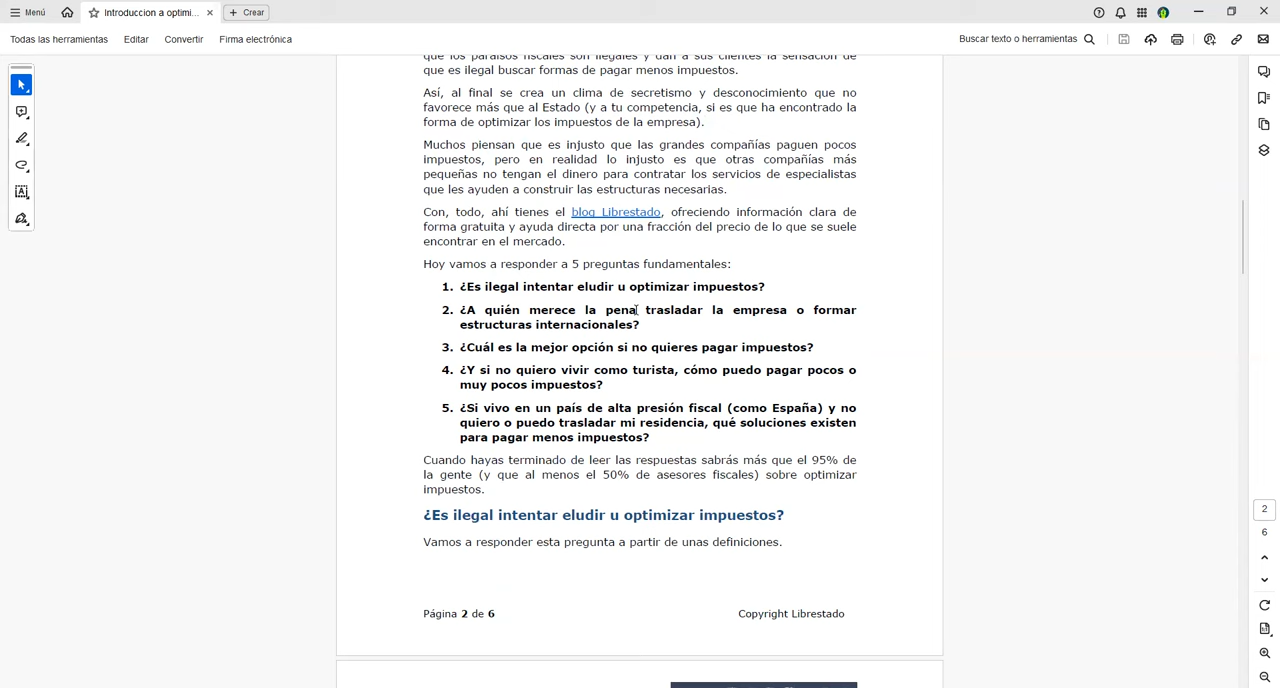 Menú
Introduccion a optimi...
Crear
Todas las herramientas
Editar
Convertir
Firma electrónica
Buscar texto o herramientas
que los paraísos fiscales son ilegales y dan a sus clientes la sensación de
que es ilegal buscar formas de pagar menos impuestos.
Así, al final se crea un clima de secretismo y desconocimiento que no
favorece más que al Estado (y a tu competencia, si es que ha encontrado la
forma de optimizar los impuestos de la empresa).
Muchos piensan que es injusto que las grandes compañías paguen pocos
impuestos, pero en realidad lo injusto es que otras compañías más
pequeñas no tengan el dinero para contratar los servicios de especialistas
que les ayuden a construir las estructuras necesarias.
Con, todo, ahí tienes el blog Librestado, ofreciendo información clara de
forma gratuita y ayuda directa por una fracción del precio de lo que se suele
encontrar en el mercado.
Hoy vamos a responder a 5 preguntas fundamentales:
1. ¿Es ilegal intentar eludir u optimizar impuestos?
2. ¿A quién merece la pena trasladar la empresa o formar
estructuras internacionales?
3. ¿Cuál es la mejor opción si no quieres pagar impuestos?
4. ¿Y si no quiero vivir como turista, cómo puedo pagar pocos o
muy pocos impuestos?
5. ¿Si vivo en un país de alta presión fiscal (como España) y no
quiero o puedo trasladar mi residencia, qué soluciones existen
para pagar menos impuestos?
Cuando hayas terminado de leer las respuestas sabrás más que el 95% de
la gente (y que al menos el 50% de asesores fiscales) sobre optimizar
impuestos.
¿Es ilegal intentar eludir u optimizar impuestos?
Vamos a responder esta pregunta a partir de unas definiciones.
Página 2 de 6
Copyright Librestado
2
6